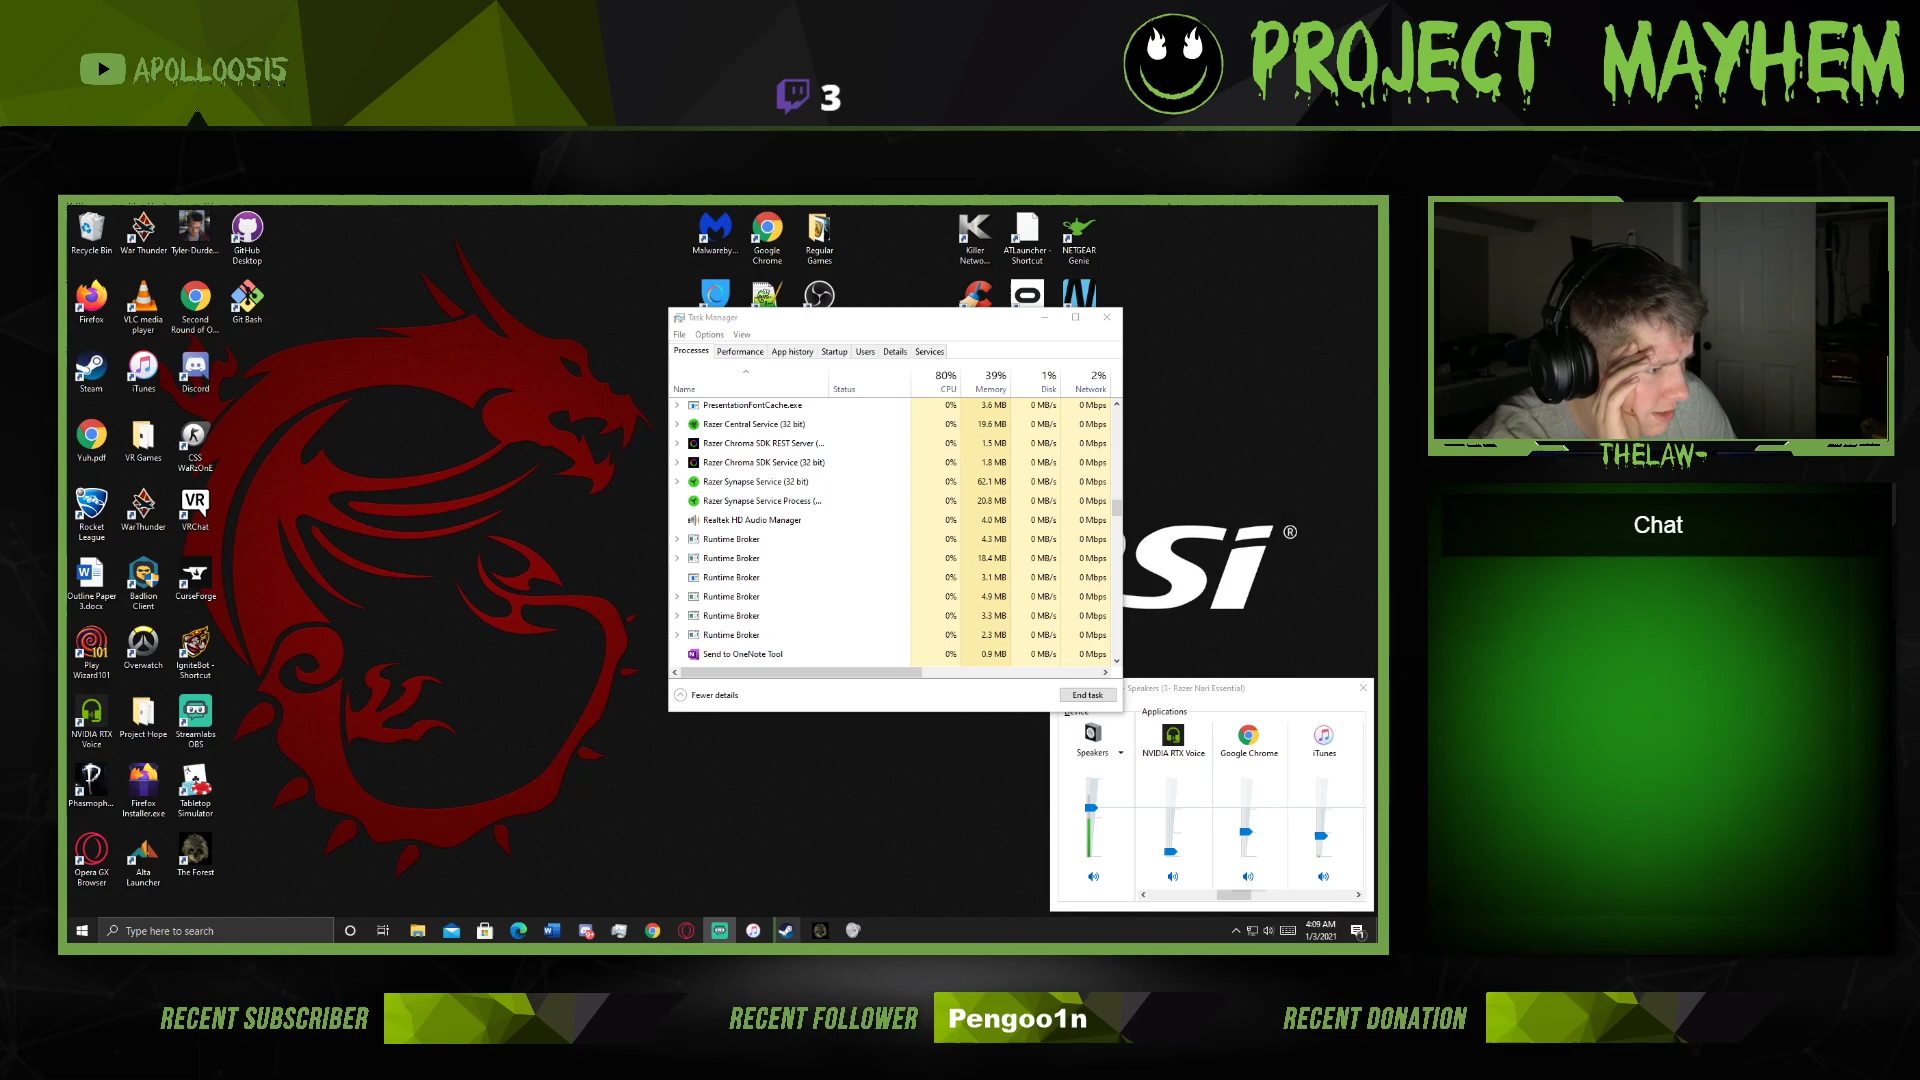 APOLLO0515
3
PROJECT MAYHEM
Recycle Bin
War Thunder
Tyler-Durde...
GitHub
Desktop
Malwareby...
Google
Chrome
Regular
Games
Killer
Netwo...
ATLauncher -
Shortcut
NETGEAR
Genie
Firefox
VLC media
player
Second
Round of O...
Git Bash
Steam
iTunes
Discord
Yuh.pdf
VR Games
CSS
WaRzOnE
Rocket
League
WarThunder
VR
VRChat
Outline Paper
3.docx
Badlion
Client
CurseForge
Play
Wizard101
Overwatch
IgniteBot -
Shortcut
NVIDIA RTX
Voice
Project Hope
Streamlabs
OBS
Phasmoph...
Firefox
Installer.exe
Tabletop
Simulator
Opera GX
Browser
Alta
Launcher
The Forest
Task Manager
File Options View
Processes Performance App history Startup Users Details Services
80% 39% 1% 2%
Name Status CPU Memory Disk Network
PresentationFontCache.exe 0% 3.6 MB 0 MB/s 0 Mbps
Razer Central Service (32 bit) 0% 19.6 MB 0 MB/s 0 Mbps
Razer Chroma SDK REST Server (... 0% 1.5 MB 0 MB/s 0 Mbps
Razer Chroma SDK Service (32 bit) 0% 1.8 MB 0 MB/s 0 Mbps
Razer Synapse Service (32 bit) 0% 62.1 MB 0 MB/s 0 Mbps
Razer Synapse Service Process (... 0% 20.8 MB 0 MB/s 0 Mbps
Realtek HD Audio Manager 0% 4.0 MB 0 MB/s 0 Mbps
Runtime Broker 0% 4.3 MB 0 MB/s 0 Mbps
Runtime Broker 0% 18.4 MB 0 MB/s 0 Mbps
Runtime Broker 0% 3.1 MB 0 MB/s 0 Mbps
Runtime Broker 0% 4.9 MB 0 MB/s 0 Mbps
Runtime Broker 0% 3.3 MB 0 MB/s 0 Mbps
Runtime Broker 0% 2.3 MB 0 MB/s 0 Mbps
Send to OneNote Tool 0% 0.9 MB 0 MB/s 0 Mbps
Fewer details
End task
si ®
- Speakers (3- Razer Nari Essential)
Device
Applications
Speakers
NVIDIA RTX Voice
Google Chrome
iTunes
Type here to search
4:09 AM
1/3/2021
THELAW-
Chat
RECENT SUBSCRIBER
RECENT FOLLOWER
Pengoo1n
RECENT DONATION